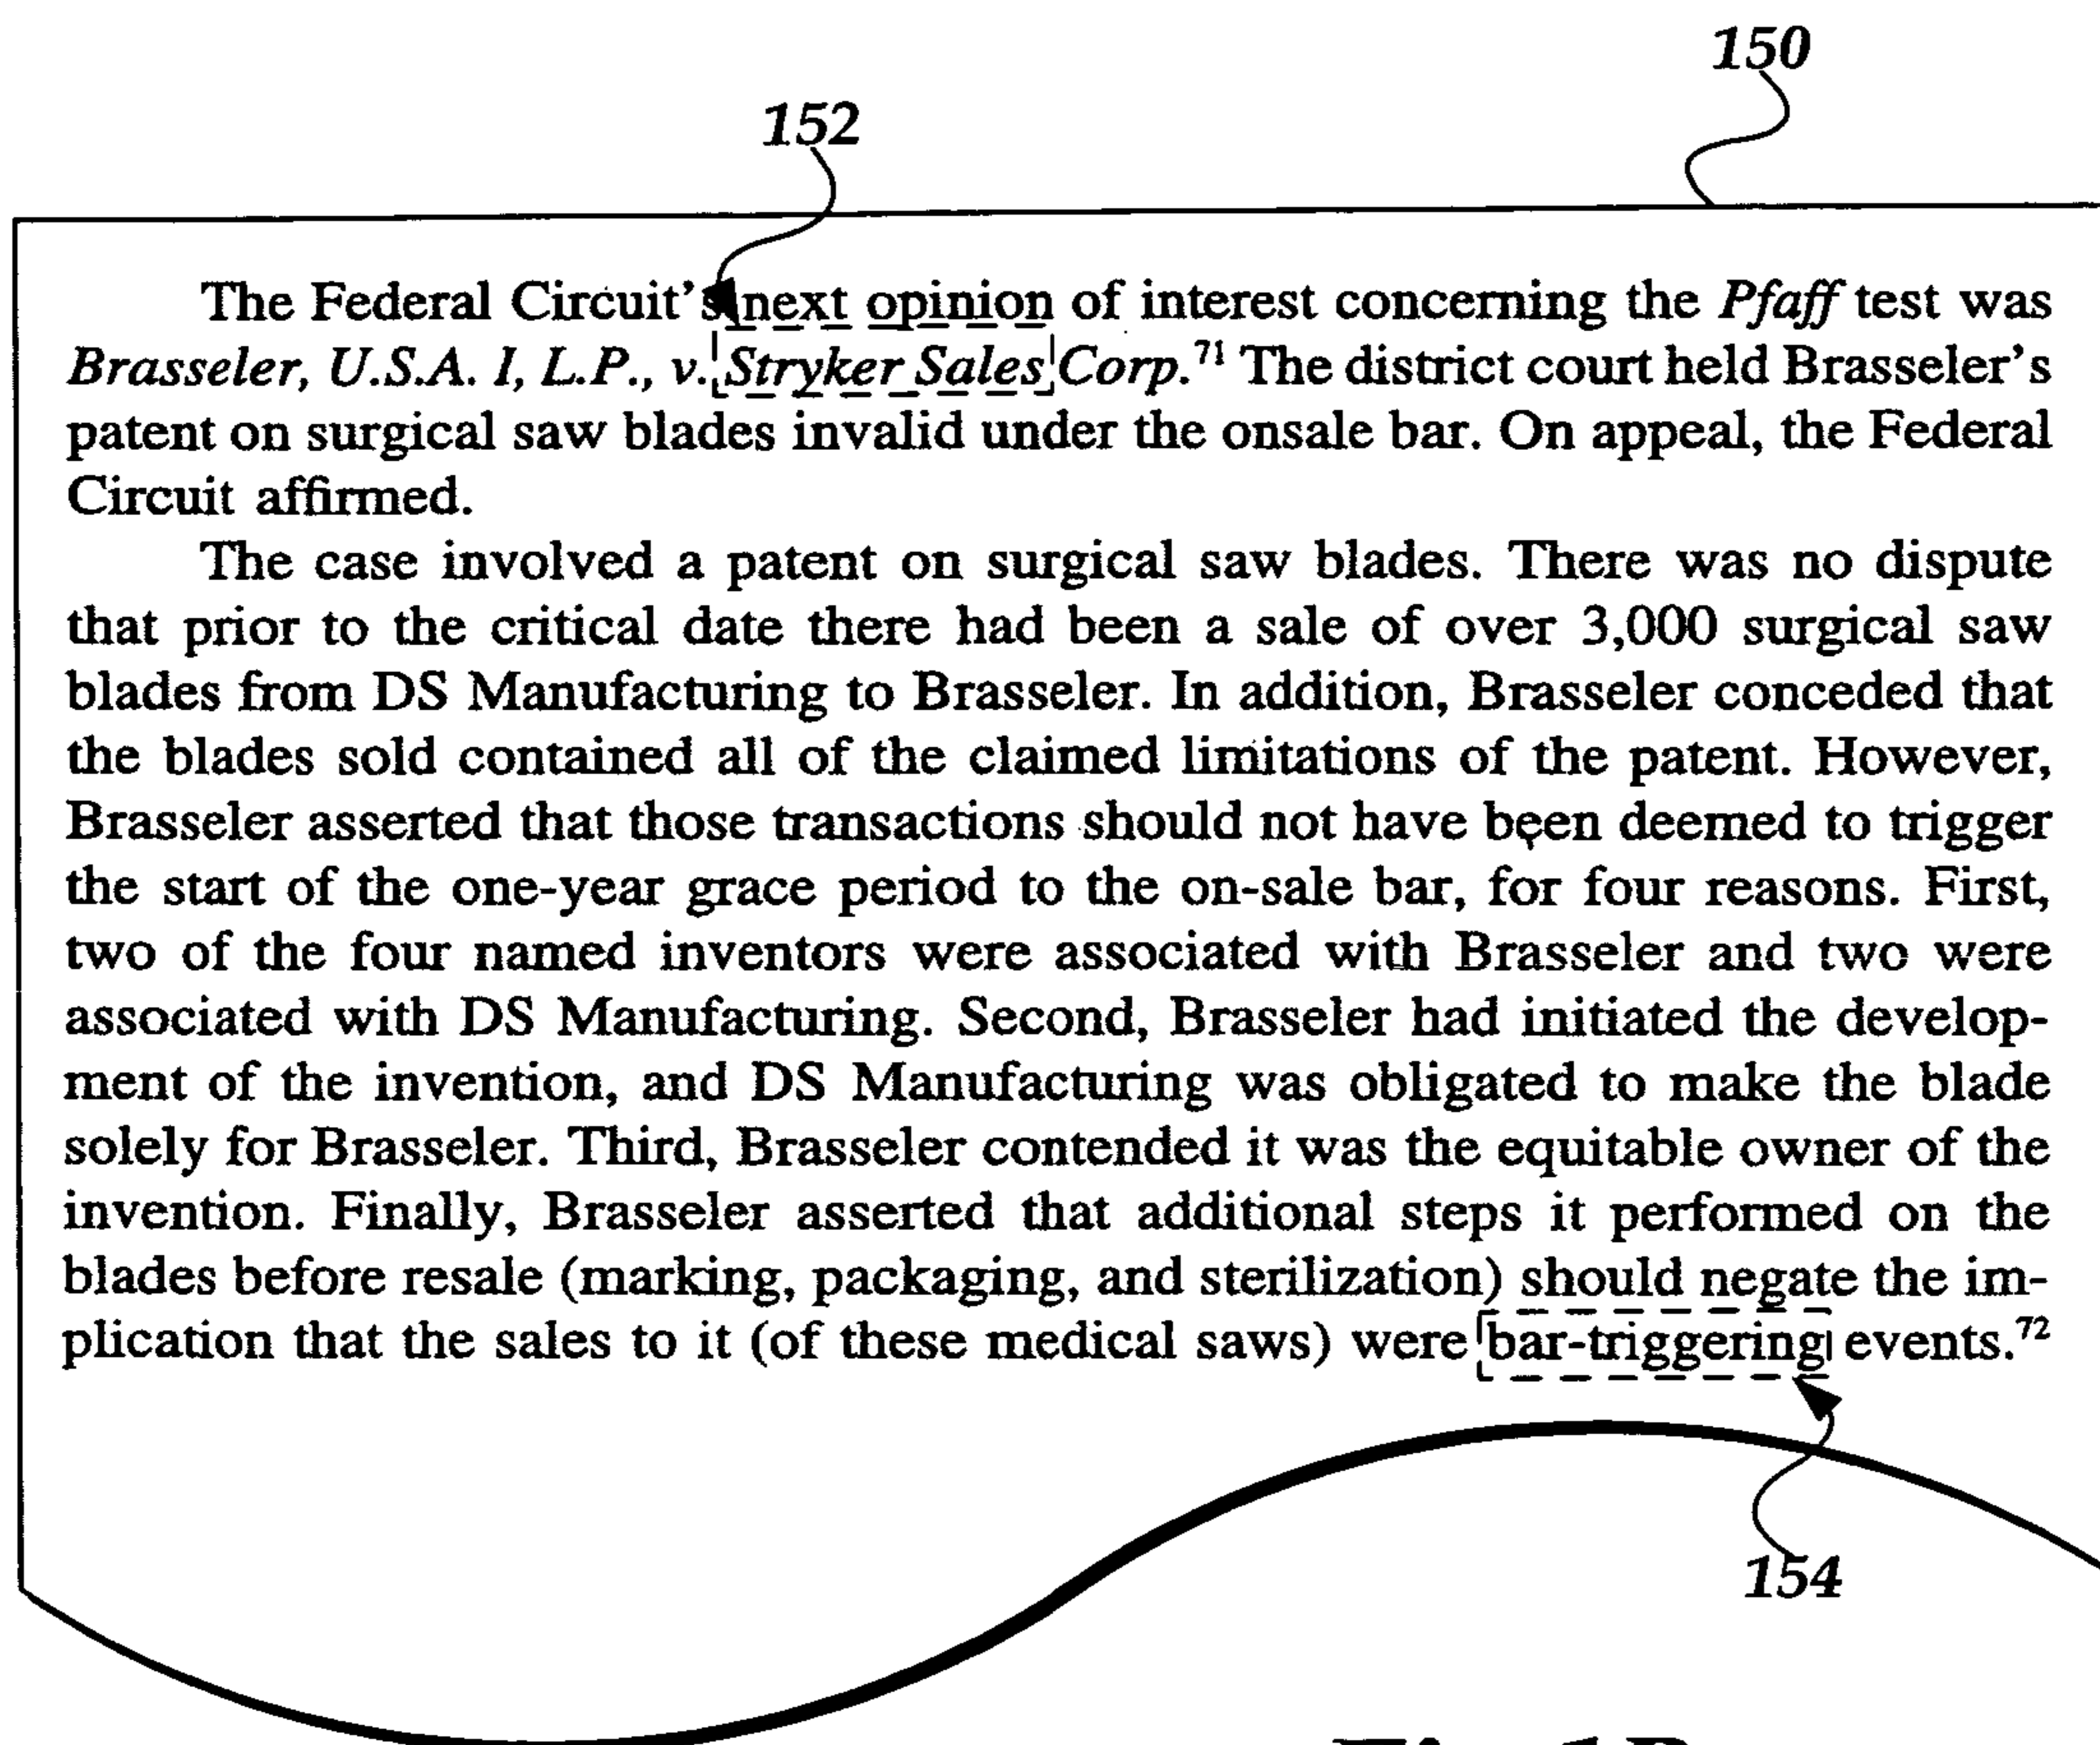 150
152
The Federal Circuit's next opinion of interest concerning the Pfaff test was
Brasseler, U.S.A. I, L.P., v. Stryker Sales Corp.71 The district court held Brasseler's
patent on surgical saw blades invalid under the onsale bar. On appeal, the Federal
Circuit affirmed.
The case involved a patent on surgical saw blades. There was no dispute
that prior to the critical date there had been a sale of over 3,000 surgical saw
blades from DS Manufacturing to Brasseler. In addition, Brasseler conceded that
the blades sold contained all of the claimed limitations of the patent. However,
Brasseler asserted that those transactions should not have been deemed to trigger
the start of the one-year grace period to the on-sale bar, for four reasons. First,
two of the four named inventors were associated with Brasseler and two were
associated with DS Manufacturing. Second, Brasseler had initiated the develop-
ment of the invention, and DS Manufacturing was obligated to make the blade
solely for Brasseler. Third, Brasseler contended it was the equitable owner of the
invention. Finally, Brasseler asserted that additional steps it performed on the
blades before resale (marking, packaging, and sterilization) should negate the im-
plication that the sales to it (of these medical saws) were bar-triggering events.72
154